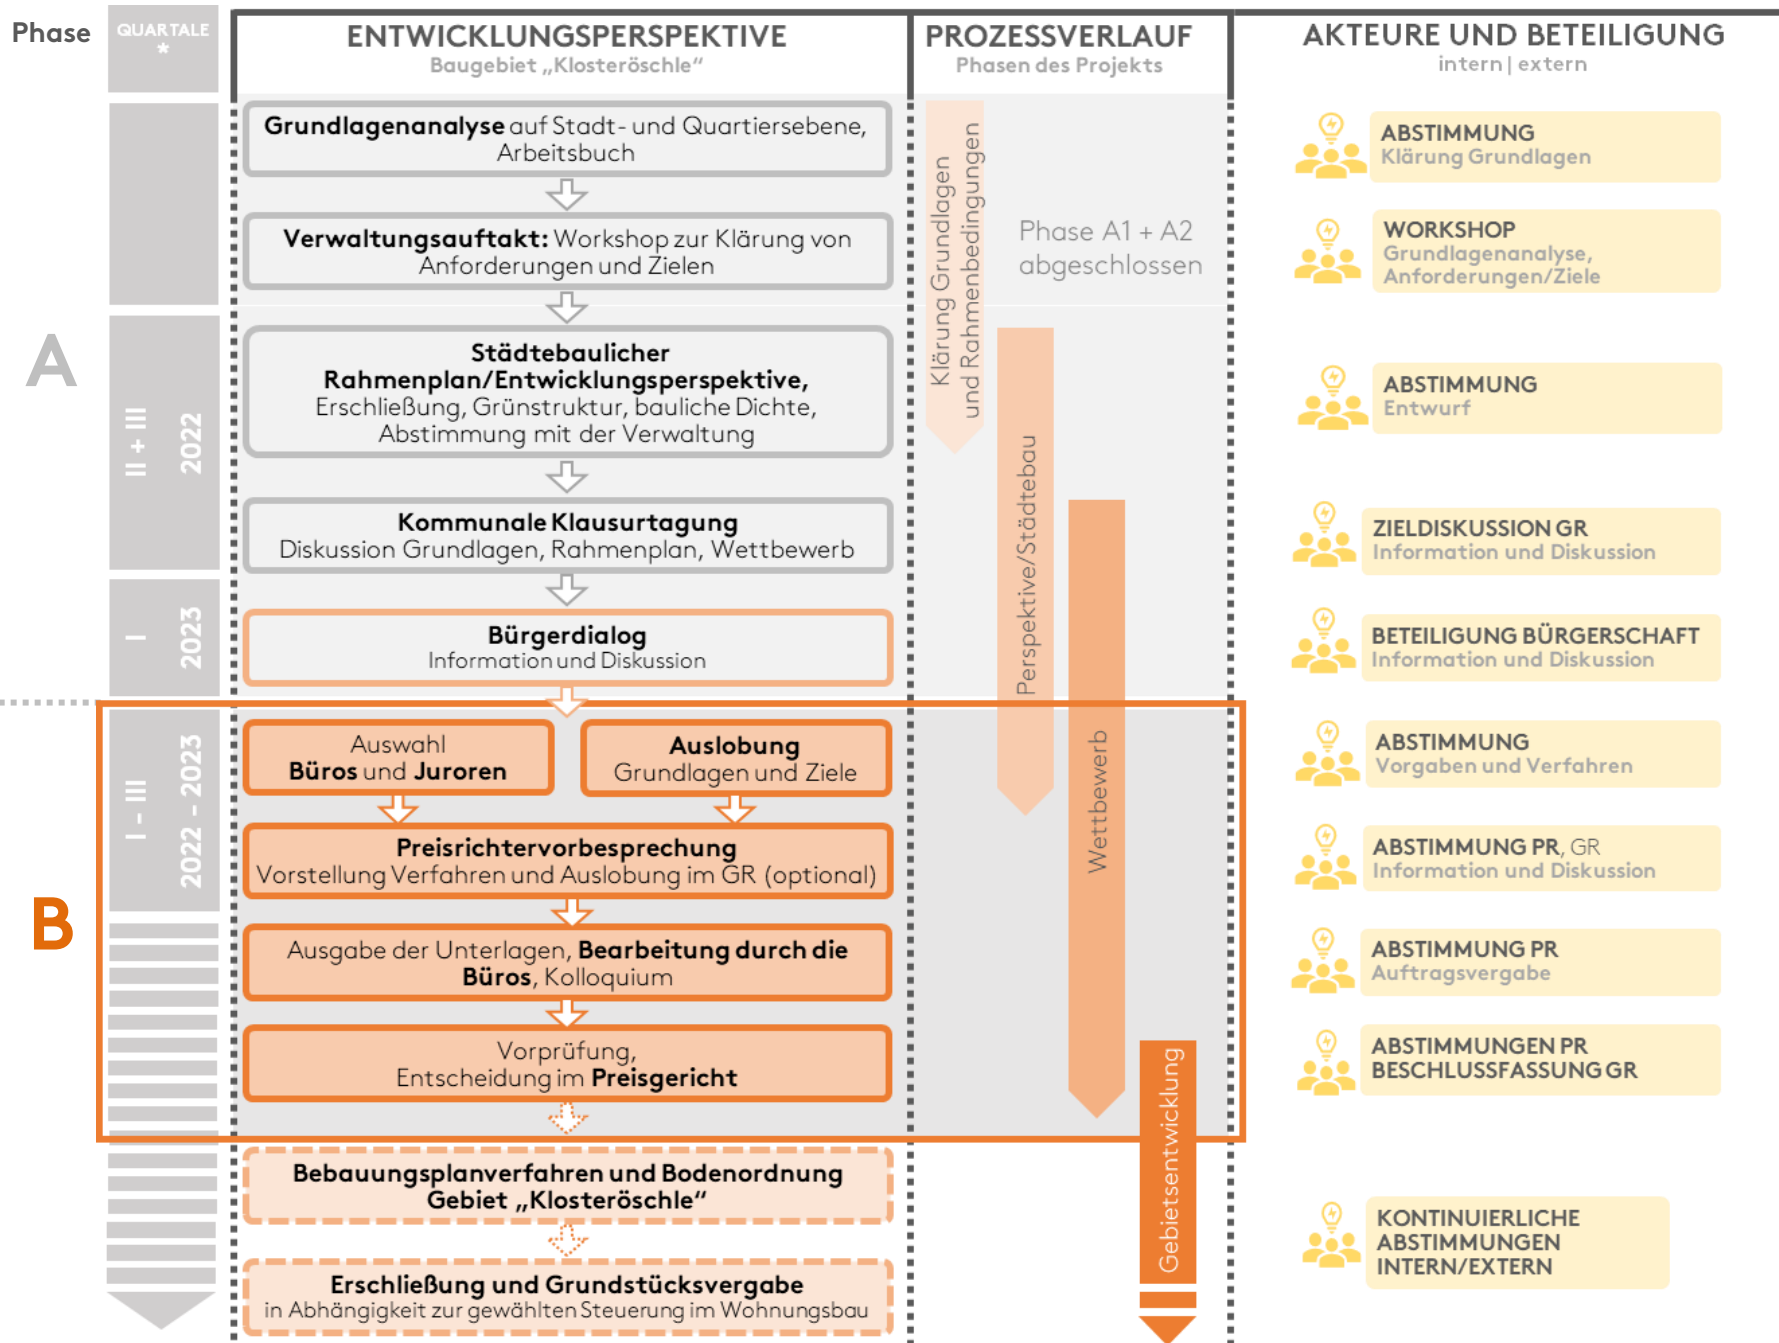 Phase
QUARTALE
*
ENTWICKLUNGSPERSPEKTIVE
Baugebiet „Klosteröschle“
PROZESSVERLAUF
Phasen des Projekts
AKTEURE UND BETEILIGUNG
intern | extern
A
Grundlagenanalyse auf Stadt- und Quartiersebene,
Arbeitsbuch
Verwaltungsauftakt: Workshop zur Klärung von
Anforderungen und Zielen
II + III
2022
Städtebaulicher
Rahmenplan/Entwicklungsperspektive,
Erschließung, Grünstruktur, bauliche Dichte,
Abstimmung mit der Verwaltung
Kommunale Klausurtagung
Diskussion Grundlagen, Rahmenplan, Wettbewerb
I
2023
Bürgerdialog
Information und Diskussion
Klärung Grundlagen
und Rahmenbedingungen
Phase A1 + A2
abgeschlossen
Perspektive/Städtebau
Wettbewerb
Gebietsentwicklung
ABSTIMMUNG
Klärung Grundlagen
WORKSHOP
Grundlagenanalyse,
Anforderungen/Ziele
ABSTIMMUNG
Entwurf
ZIELDISKUSSION GR
Information und Diskussion
BETEILIGUNG BÜRGERSCHAFT
Information und Diskussion
B
I - III
2022 - 2023
Auswahl
Büros und Juroren
Auslobung
Grundlagen und Ziele
Preisrichtervorbesprechung
Vorstellung Verfahren und Auslobung im GR (optional)
Ausgabe der Unterlagen, Bearbeitung durch die
Büros, Kolloquium
Vorprüfung,
Entscheidung im Preisgericht
Bebauungsplanverfahren und Bodenordnung
Gebiet „Klosteröschle“
Erschließung und Grundstücksvergabe
in Abhängigkeit zur gewählten Steuerung im Wohnungsbau
ABSTIMMUNG
Vorgaben und Verfahren
ABSTIMMUNG PR, GR
Information und Diskussion
ABSTIMMUNG PR
Auftragsvergabe
ABSTIMMUNGEN PR
BESCHLUSSFASSUNG GR
KONTINUIERLICHE
ABSTIMMUNGEN
INTERN/EXTERN